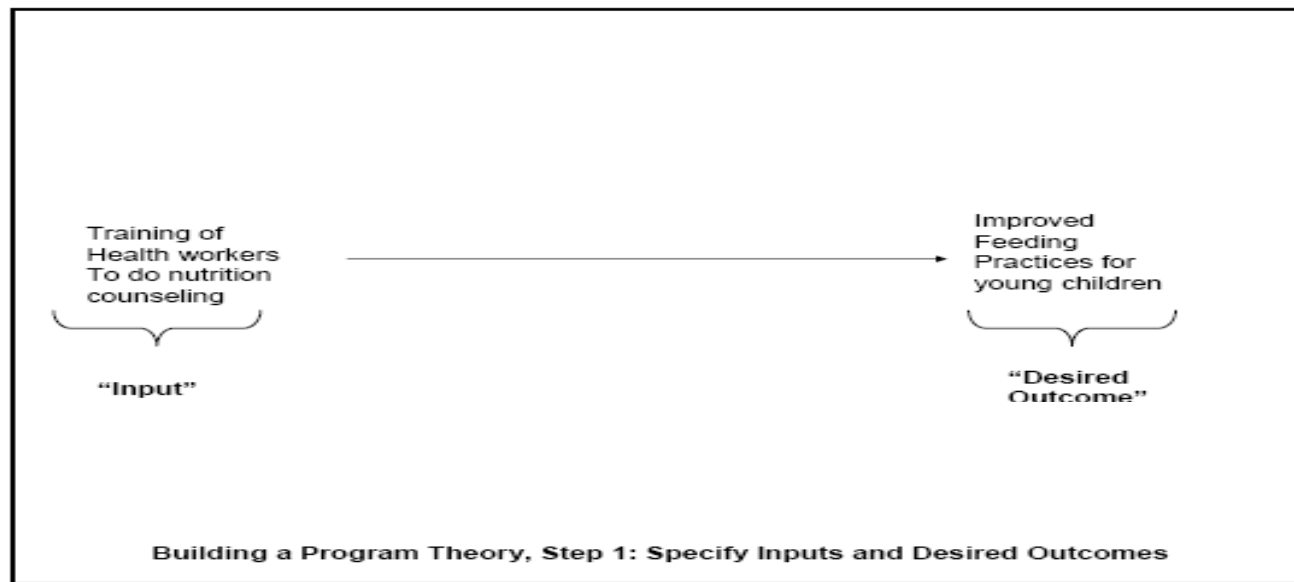 Training of
Health workers
To do nutrition
counseling
“Input”
Improved
Feeding
Practices for
young children
“Desired
Outcome”
Building a Program Theory, Step 1: Specify Inputs and Desired Outcomes